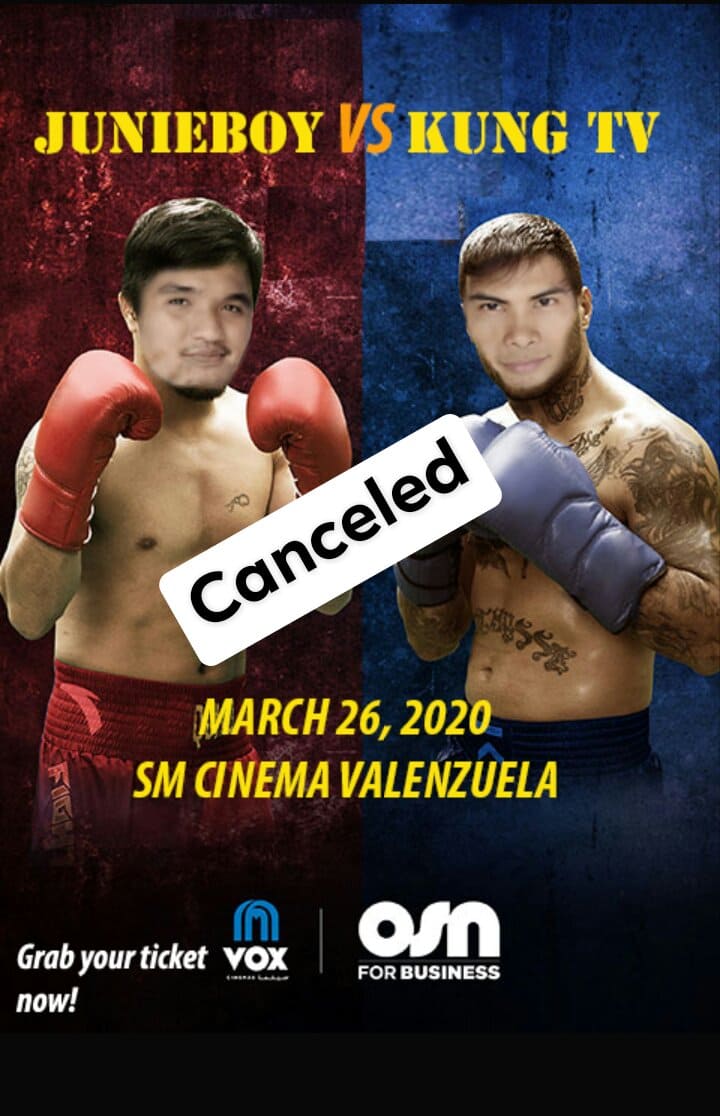 JUNIEBOY VS KUNG TV
Canceled
MARCH 26, 2020
SM CINEMA VALENZUELA
Grab your ticket
now!
VOX
CINEMAS
OSN
FOR BUSINESS